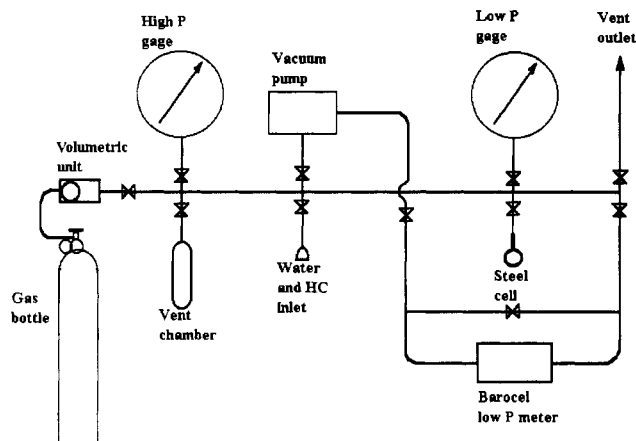 High P
gage
Low P
gage
Vent
outlet
Vacuum
pump
Volumetric
unit
Gas
bottle
Vent
chamber
Water
and HC
inlet
Steel
cell
Barocel
low P meter